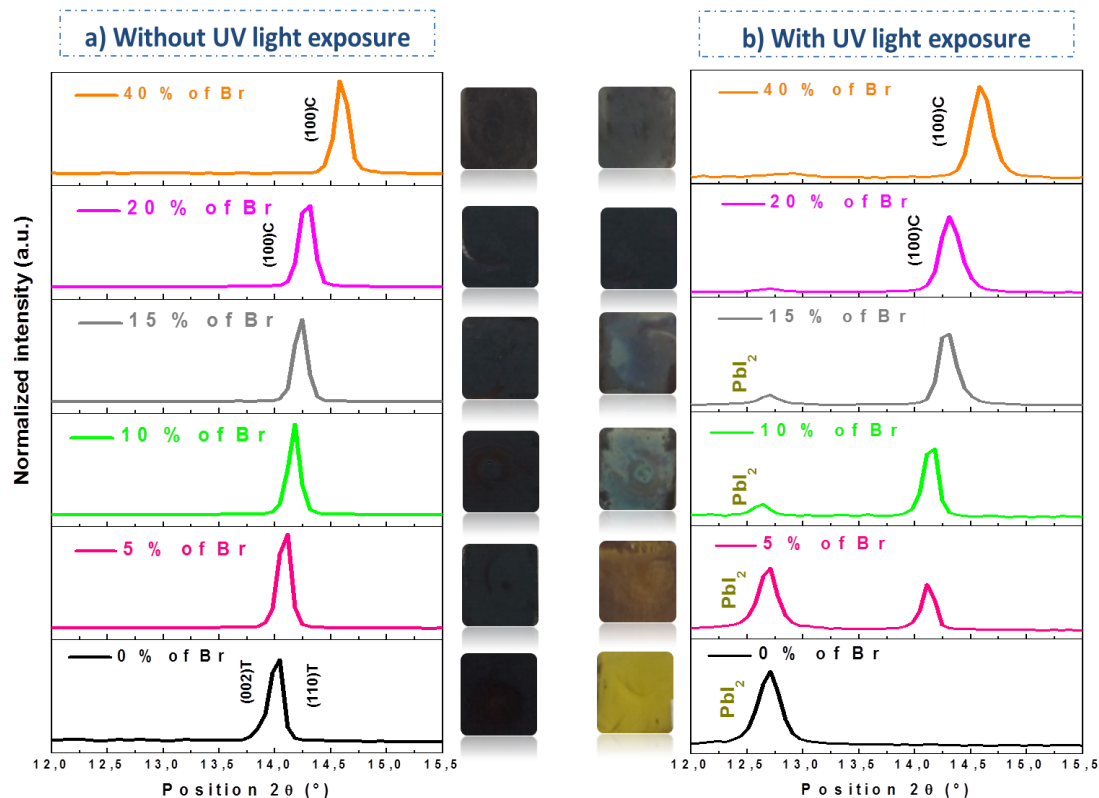 a) Without UV light exposure
Normalized intensity (a.u.)
40 % of Br
(100)C
20 % of Br
(100)C
15 % of Br
10 % of Br
5 % of Br
0 % of Br
(002)T
(110)T
12,0 12,5 13,0 13,5 14,0 14,5 15,0 15,5
Position 2θ (°)
b) With UV light exposure
40 % of Br
(100)C
20 % of Br
(100)C
15 % of Br
PbI₂
10 % of Br
PbI₂
5 % of Br
PbI₂
0 % of Br
PbI₂
12,0 12,5 13,0 13,5 14,0 14,5 15,0 15,5
Position 2θ (°)